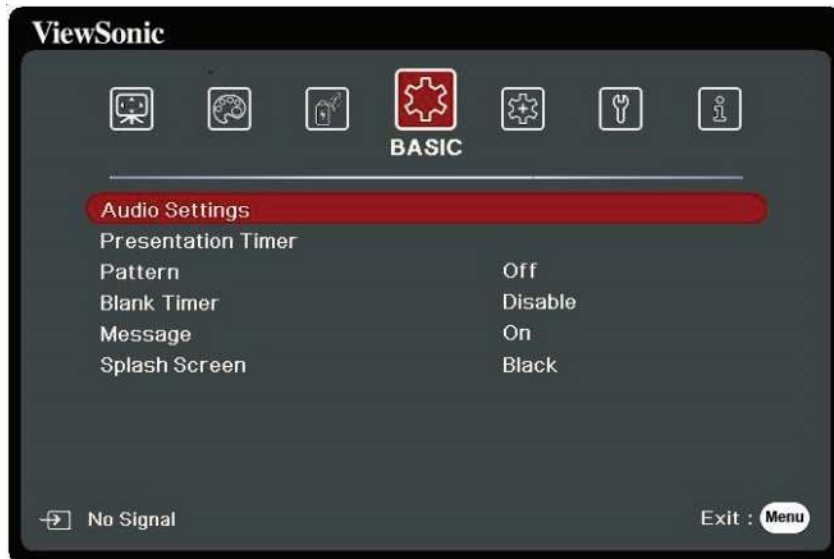 ViewSonic
BASIC
Audio Settings
Presentation Timer
Pattern Off
Blank Timer Disable
Message On
Splash Screen Black
No Signal Exit : Menu